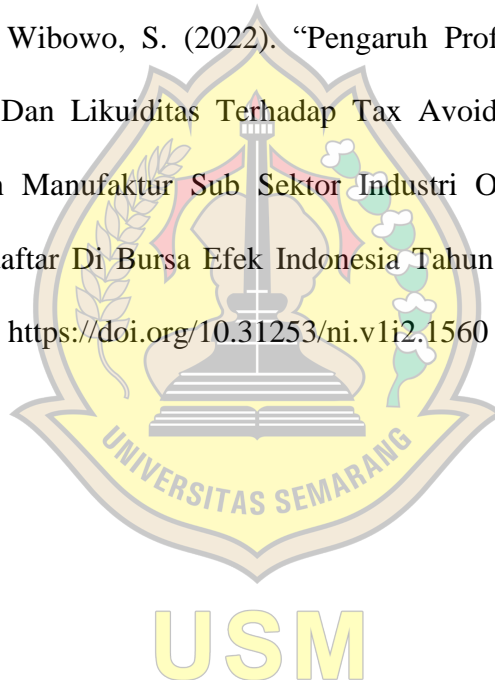 Wibowo, S. (2022). “Pengaruh Prof
Dan Likuiditas Terhadap Tax Avoid
Manufaktur Sub Sektor Industri O
daftar Di Bursa Efek Indonesia Tahun
https://doi.org/10.31253/ni.v1i2.1560
UNIVERSITAS SEMARANG
USM